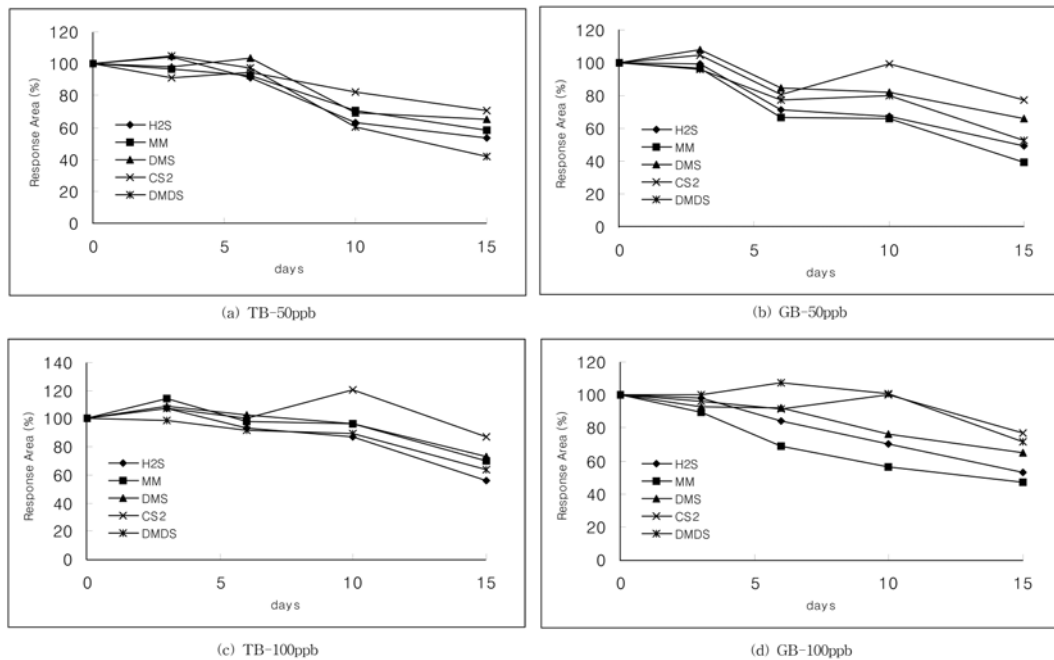 120
100
80
60
40
20
0
Response Area (%)
H2S
MM
DMS
CS2
DMDS
0 5 10 15
days
(a) TB-50ppb
120
100
80
60
40
20
0
Response Area (%)
H2S
MM
DMS
CS2
DMDS
0 5 10 15
days
(b) GB-50ppb
140
120
100
80
60
40
20
0
Response Area (%)
H2S
MM
DMS
CS2
DMDS
0 5 10 15
days
(c) TB-100ppb
120
100
80
60
40
20
0
Response Area (%)
H2S
MM
DMS
CS2
DMDS
0 5 10 15
days
(d) GB-100ppb